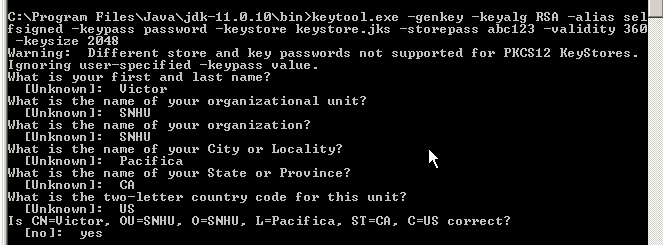 C:\Program Files\Java\jdk-11.0.10\bin>keytool.exe -genkey -keyalg RSA -alias sel
fsigned -keypass password -keystore keystore.jks -storepass abc123 -validity 360
-keysize 2048
Warning:  Different store and key passwords not supported for PKCS12 KeyStores.
Ignoring user-specified -keypass value.
What is your first and last name?
  [Unknown]:  Victor
What is the name of your organizational unit?
  [Unknown]:  SNHU
What is the name of your organization?
  [Unknown]:  SNHU
What is the name of your City or Locality?
  [Unknown]:  Pacifica
What is the name of your State or Province?
  [Unknown]:  CA
What is the two-letter country code for this unit?
  [Unknown]:  US
Is CN=Victor, OU=SNHU, O=SNHU, L=Pacifica, ST=CA, C=US correct?
  [no]:  yes